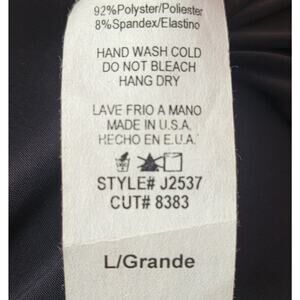 92%Polyster/Poliester
8%Spandex/Elastino
HAND WASH COLD
DO NOT BLEACH
HANG DRY
LAVE FRIO A MANO
MADE IN U.S.A.
HECHO EN E.U.A.
STYLE# J2537
CUT# 8383
L/Grande